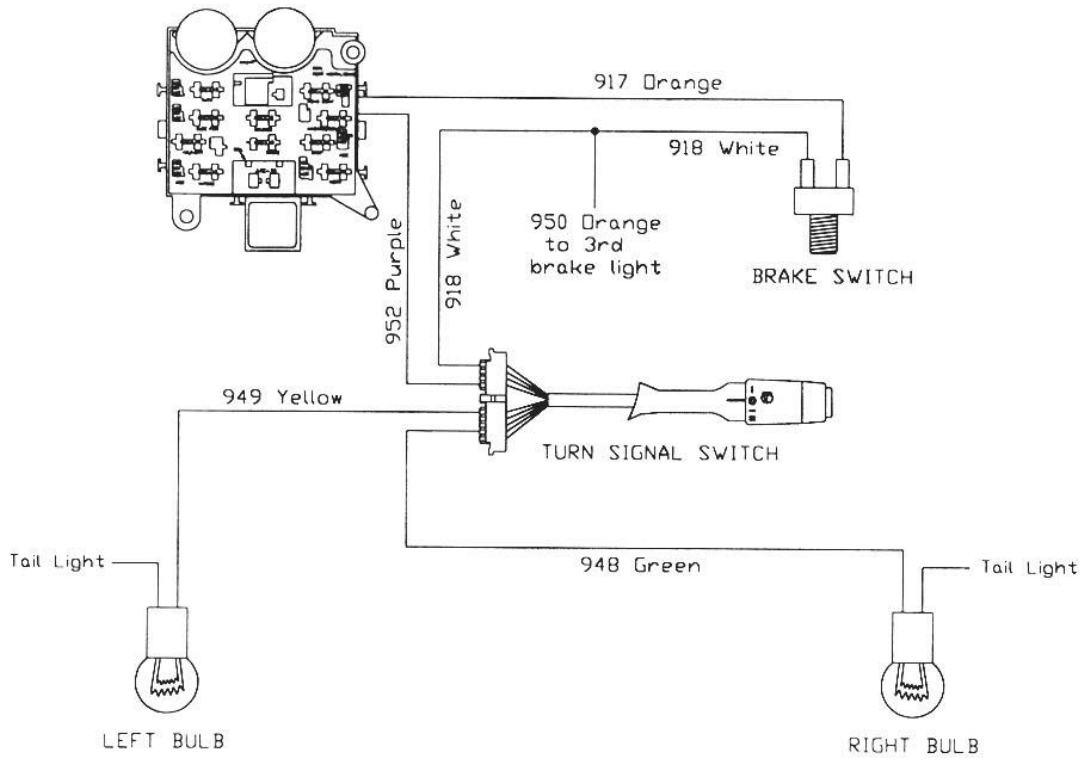 917 Orange
918 White
950 Orange
to 3rd
brake light
BRAKE SWITCH
952 Purple
918 White
949 Yellow
TURN SIGNAL SWITCH
Tail Light
948 Green
Tail Light
LEFT BULB
RIGHT BULB